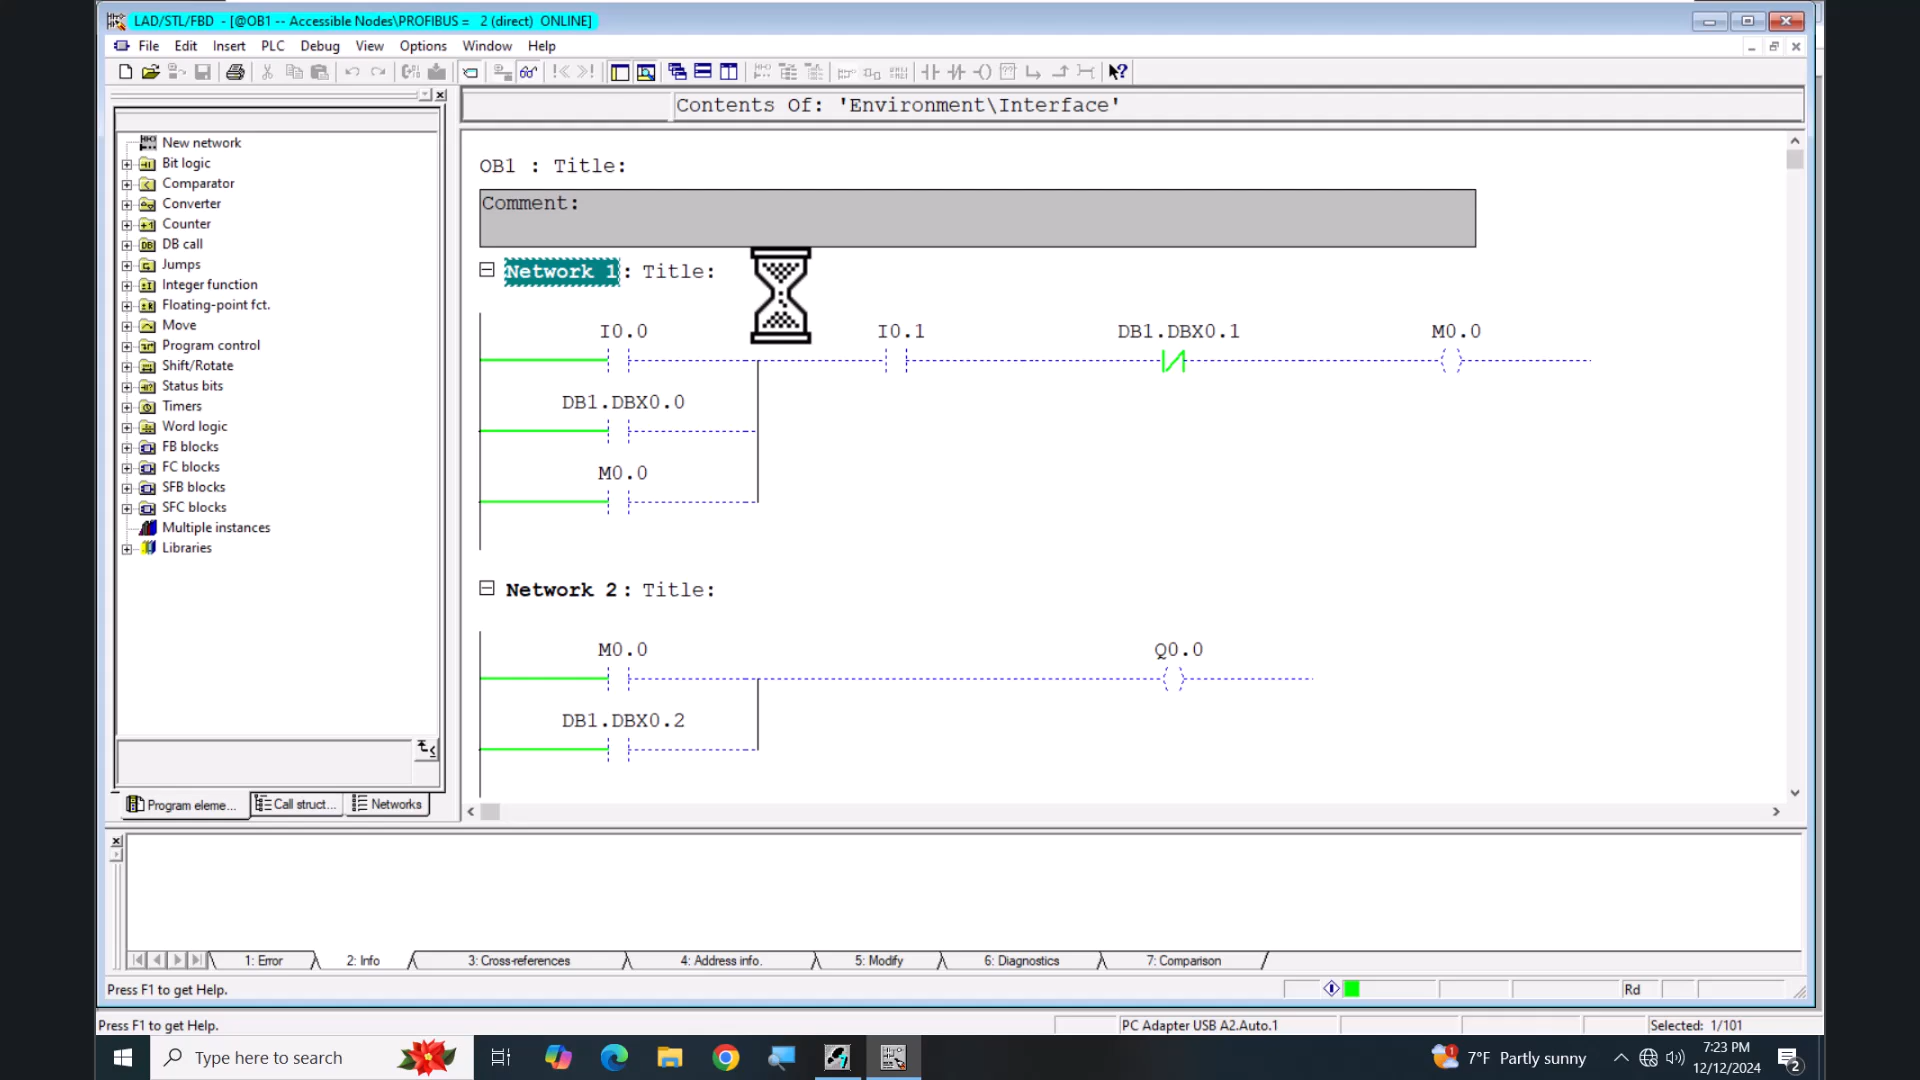 LAD/STL/FBD - [@OB1 -- Accessible Nodes\PROFIBUS = 2 (direct) ONLINE]
File Edit Insert PLC Debug View Options Window Help
Contents Of: 'Environment\Interface'
New network
Bit logic
Comparator
Converter
Counter
DB call
Jumps
Integer function
Floating-point fct.
Move
Program control
Shift/Rotate
Status bits
Timers
Word logic
FB blocks
FC blocks
SFB blocks
SFC blocks
Multiple instances
Libraries
Program eleme... Call struct... Networks
OB1 : Title:
Comment:
Network 1: Title:
I0.0 I0.1 DB1.DBX0.1 M0.0
DB1.DBX0.0
M0.0
Network 2: Title:
M0.0 Q0.0
DB1.DBX0.2
1: Error 2: Info 3: Cross-references 4: Address info. 5: Modify 6: Diagnostics 7: Comparison
Press F1 to get Help. Rd
Press F1 to get Help. PC Adapter USB A2.Auto.1 Selected: 1/101
Type here to search 1 7°F Partly sunny 7:23 PM
12/12/2024 2